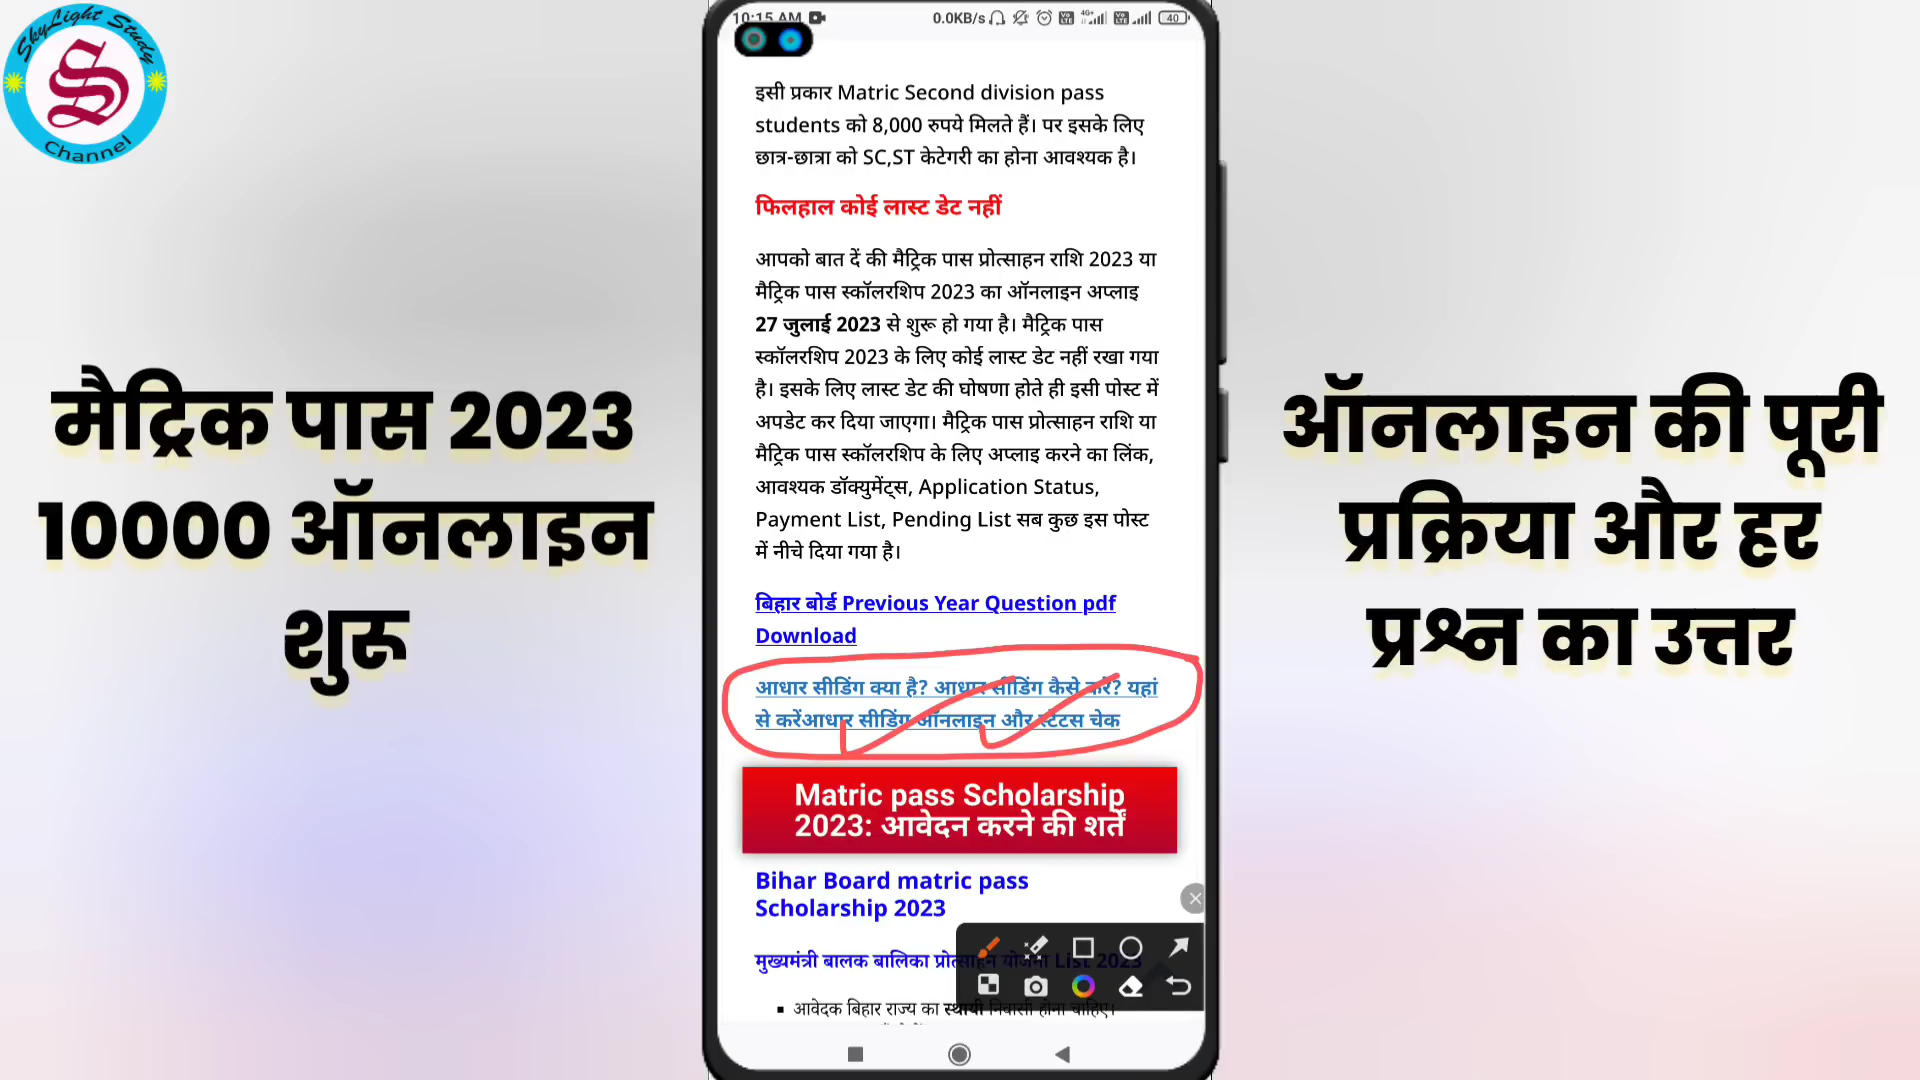 SkyLight Study
S
Channel
मैट्रिक पास 2023
10000 ऑनलाइन
शुरू
10:15 AM
0.0KB/s
4G+
40
इसी प्रकार Matric Second division pass
students को 8,000 रुपये मिलते हैं। पर इसके लिए
छात्र-छात्रा को SC,ST केटेगरी का होना आवश्यक है।
फिलहाल कोई लास्ट डेट नहीं
आपको बात दें की मैट्रिक पास प्रोत्साहन राशि 2023 या
मैट्रिक पास स्कॉलरशिप 2023 का ऑनलाइन अप्लाइ
27 जुलाई 2023 से शुरू हो गया है। मैट्रिक पास
स्कॉलरशिप 2023 के लिए कोई लास्ट डेट नहीं रखा गया
है। इसके लिए लास्ट डेट की घोषणा होते ही इसी पोस्ट में
अपडेट कर दिया जाएगा। मैट्रिक पास प्रोत्साहन राशि या
मैट्रिक पास स्कॉलरशिप के लिए अप्लाइ करने का लिंक,
आवश्यक डॉक्युमेंट्स, Application Status,
Payment List, Pending List सब कुछ इस पोस्ट
में नीचे दिया गया है।
बिहार बोर्ड Previous Year Question pdf
Download
आधार सीडिंग क्या है? आधार सीडिंग कैसे करें? यहां
से करेंआधार सीडिंग ऑनलाइन और स्टेटस चेक
Matric pass Scholarship
2023: आवेदन करने की शर्तें
Bihar Board matric pass
Scholarship 2023
मुख्यमंत्री बालक बालिका प्रोत्साहन योजना List 2023
आवेदक बिहार राज्य का स्थायी निवासी होना चाहिए।
ऑनलाइन की पूरी
प्रक्रिया और हर
प्रश्न का उत्तर